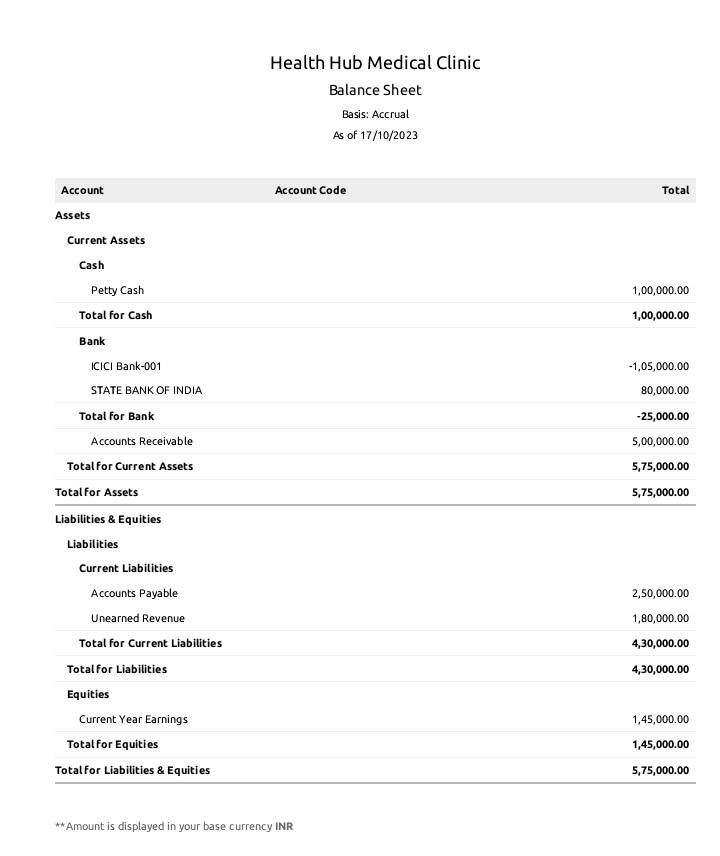 Health Hub Medical Clinic
Balance Sheet
Basis: Accrual
As of 17/10/2023
Account Account Code Total
Assets
Current Assets
Cash
Petty Cash 1,00,000.00
Total for Cash 1,00,000.00
Bank
ICICI Bank-001 -1,05,000.00
STATE BANK OF INDIA 80,000.00
Total for Bank -25,000.00
Accounts Receivable 5,00,000.00
Total for Current Assets 5,75,000.00
Total for Assets 5,75,000.00
Liabilities & Equities
Liabilities
Current Liabilities
Accounts Payable 2,50,000.00
Unearned Revenue 1,80,000.00
Total for Current Liabilities 4,30,000.00
Total for Liabilities 4,30,000.00
Equities
Current Year Earnings 1,45,000.00
Total for Equities 1,45,000.00
Total for Liabilities & Equities 5,75,000.00
**Amount is displayed in your base currency INR